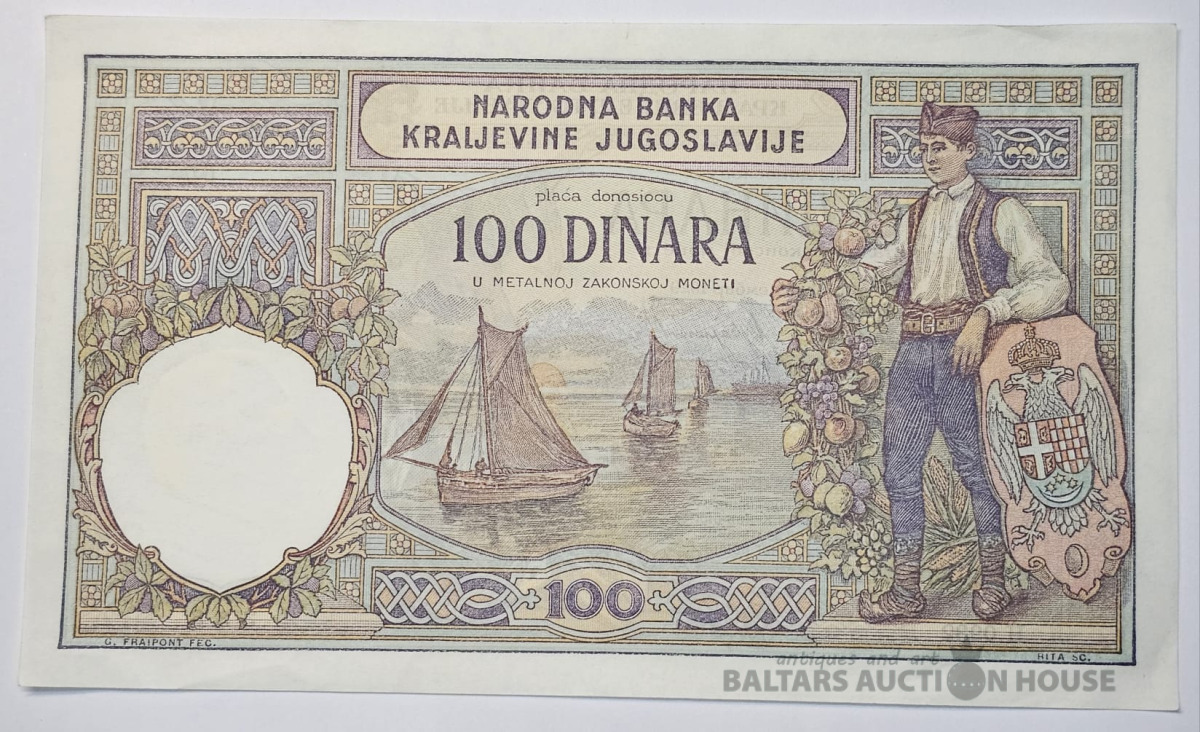 NARODNA BANKA
KRALJEVINE JUGOSLAVIJE
plaća donosiocu
100 DINARA
U METALNOJ ZAKONSKOJ MONETI
100
G. FRAIPONT FEC.
RITA SC.
antiques and art
BALTARS AUCTION HOUSE